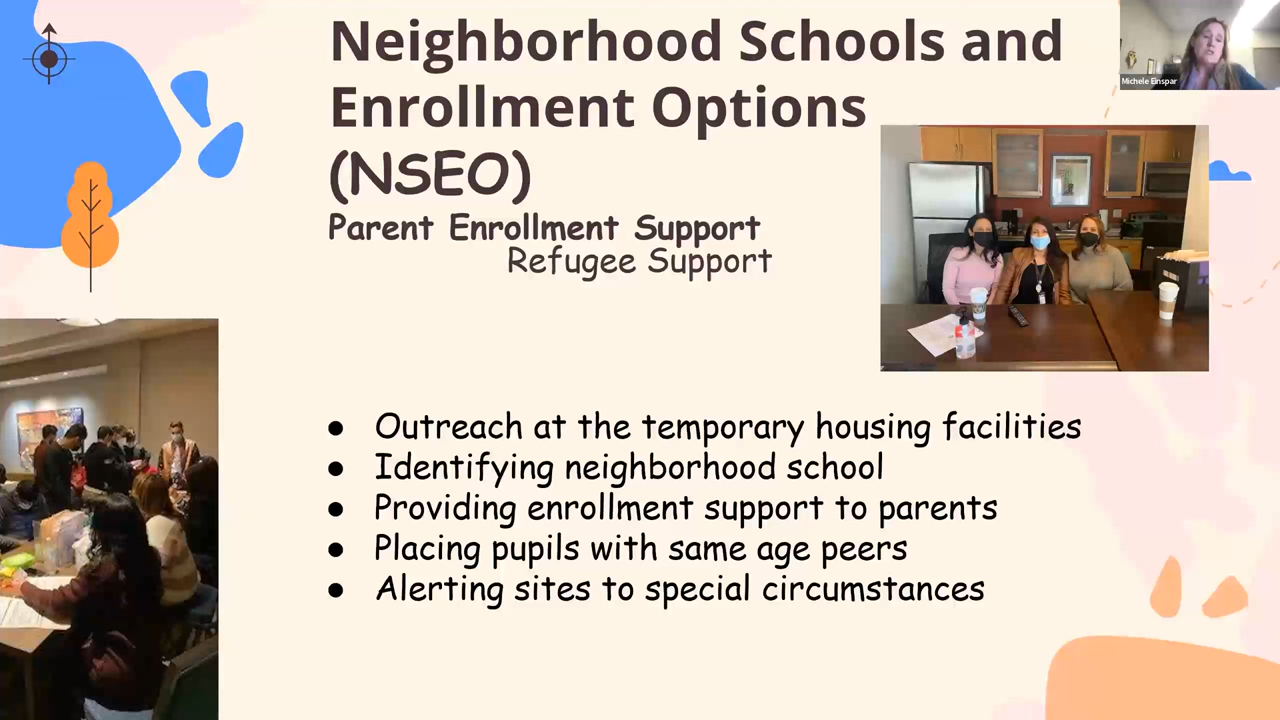 Neighborhood Schools and
Enrollment Options
(NSEO)
Parent Enrollment Support
Refugee Support
Michele Einspar
● Outreach at the temporary housing facilities
● Identifying neighborhood school
● Providing enrollment support to parents
● Placing pupils with same age peers
● Alerting sites to special circumstances